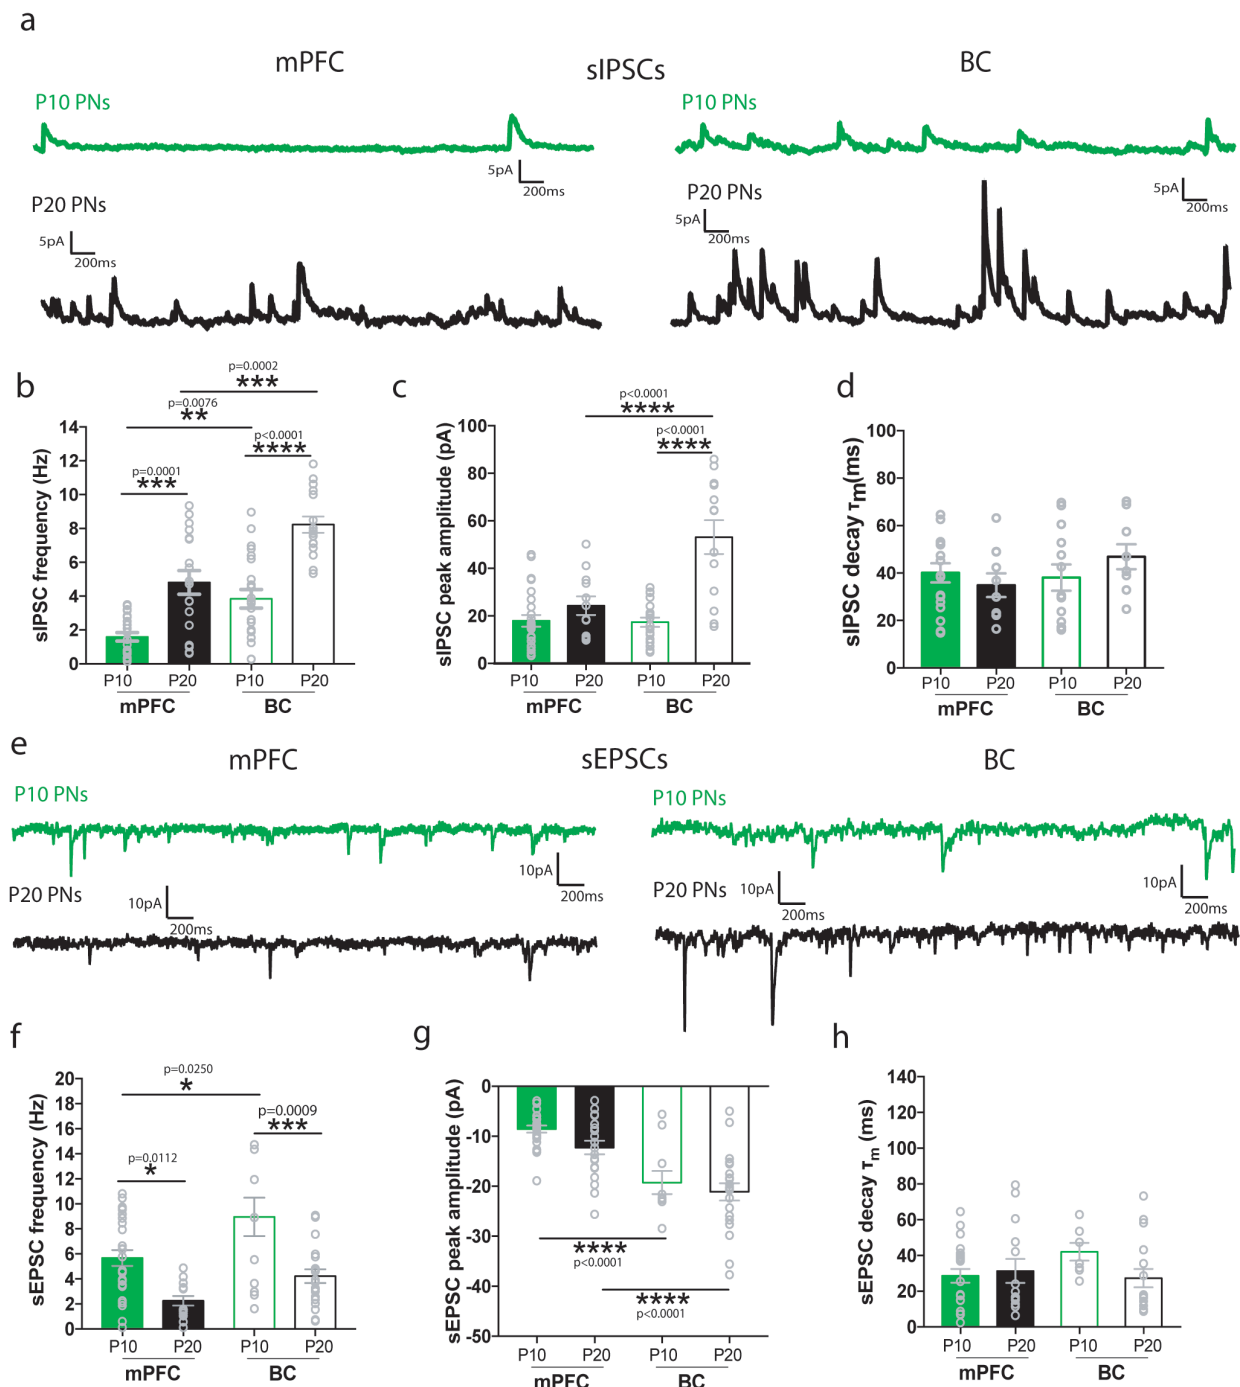 a
mPFC
sIPSCs
BC
P10 PNs
P10 PNs
5pA
200ms
P20 PNs
P20 PNs
5pA
200ms
5pA
200ms
5pA
200ms
b
p=0.0002
***
p=0.0076
**
p<0.0001
****
p=0.0001
***
sIPSC frequency (Hz)
14
12
10
8
6
4
2
0
P10
P20
P10
P20
mPFC
BC
c
p<0.0001
****
p<0.0001
****
sIPSC peak amplitude (pA)
100
80
60
40
20
0
P10
P20
P10
P20
mPFC
BC
d
sIPSC decay τm(ms)
100
80
60
40
20
0
P10
P20
P10
P20
mPFC
BC
e
mPFC
sEPSCs
BC
P10 PNs
P10 PNs
10pA
200ms
P20 PNs
10pA
200ms
P20 PNs
10pA
200ms
10pA
200ms
f
p=0.0250
*
p=0.0009
***
p=0.0112
*
sEPSC frequency (Hz)
20
18
16
14
12
10
8
6
4
2
0
P10
P20
P10
P20
mPFC
BC
g
sEPSC peak amplitude (pA)
0
-10
-20
-30
-40
-50
****
p<0.0001
****
p<0.0001
P10
P20
P10
P20
mPFC
BC
h
sEPSC decay τm (ms)
140
120
100
80
60
40
20
0
P10
P20
P10
P20
mPFC
BC